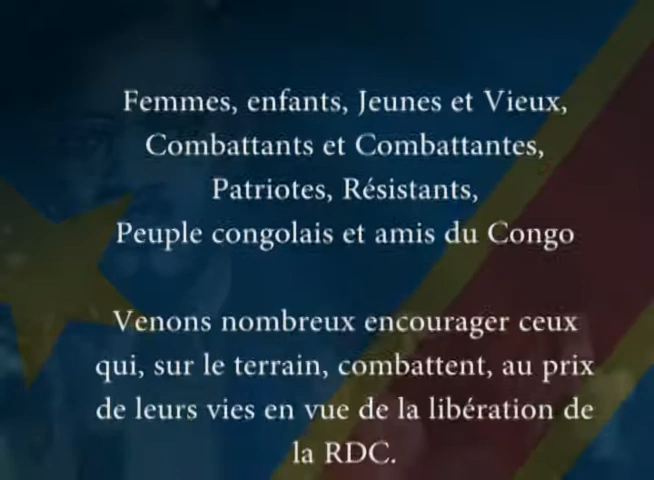 Femmes, enfants, Jeunes et Vieux,
Combattants et Combattantes,
Patriotes, Résistants,
Peuple congolais et amis du Congo
Venons nombreux encourager ceux
qui, sur le terrain, combattent, au prix
de leurs vies en vue de la libération de
la RDC.